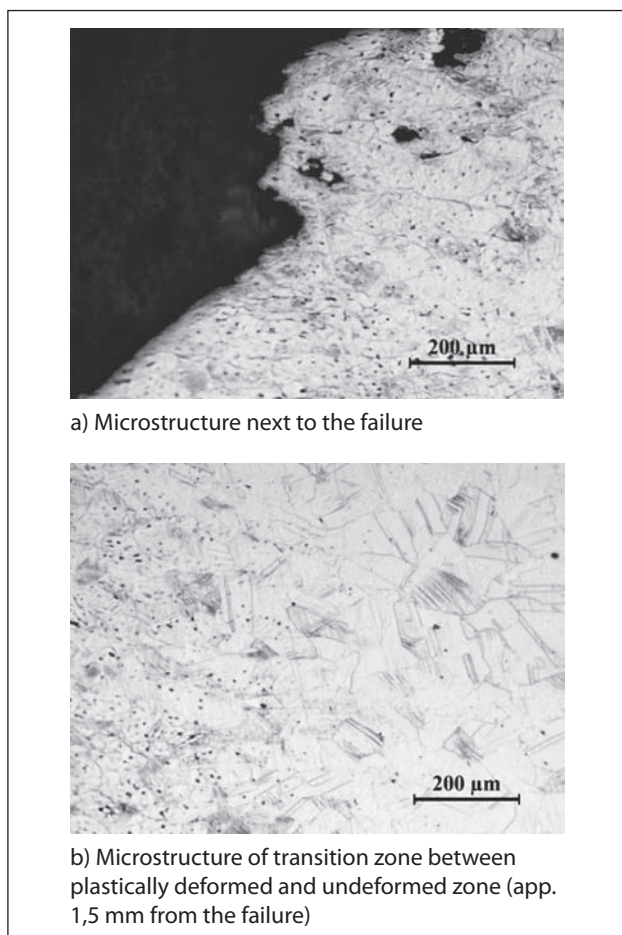 200 µm
a) Microstructure next to the failure
200 µm
b) Microstructure of transition zone between
plastically deformed and undeformed zone (app.
1,5 mm from the failure)